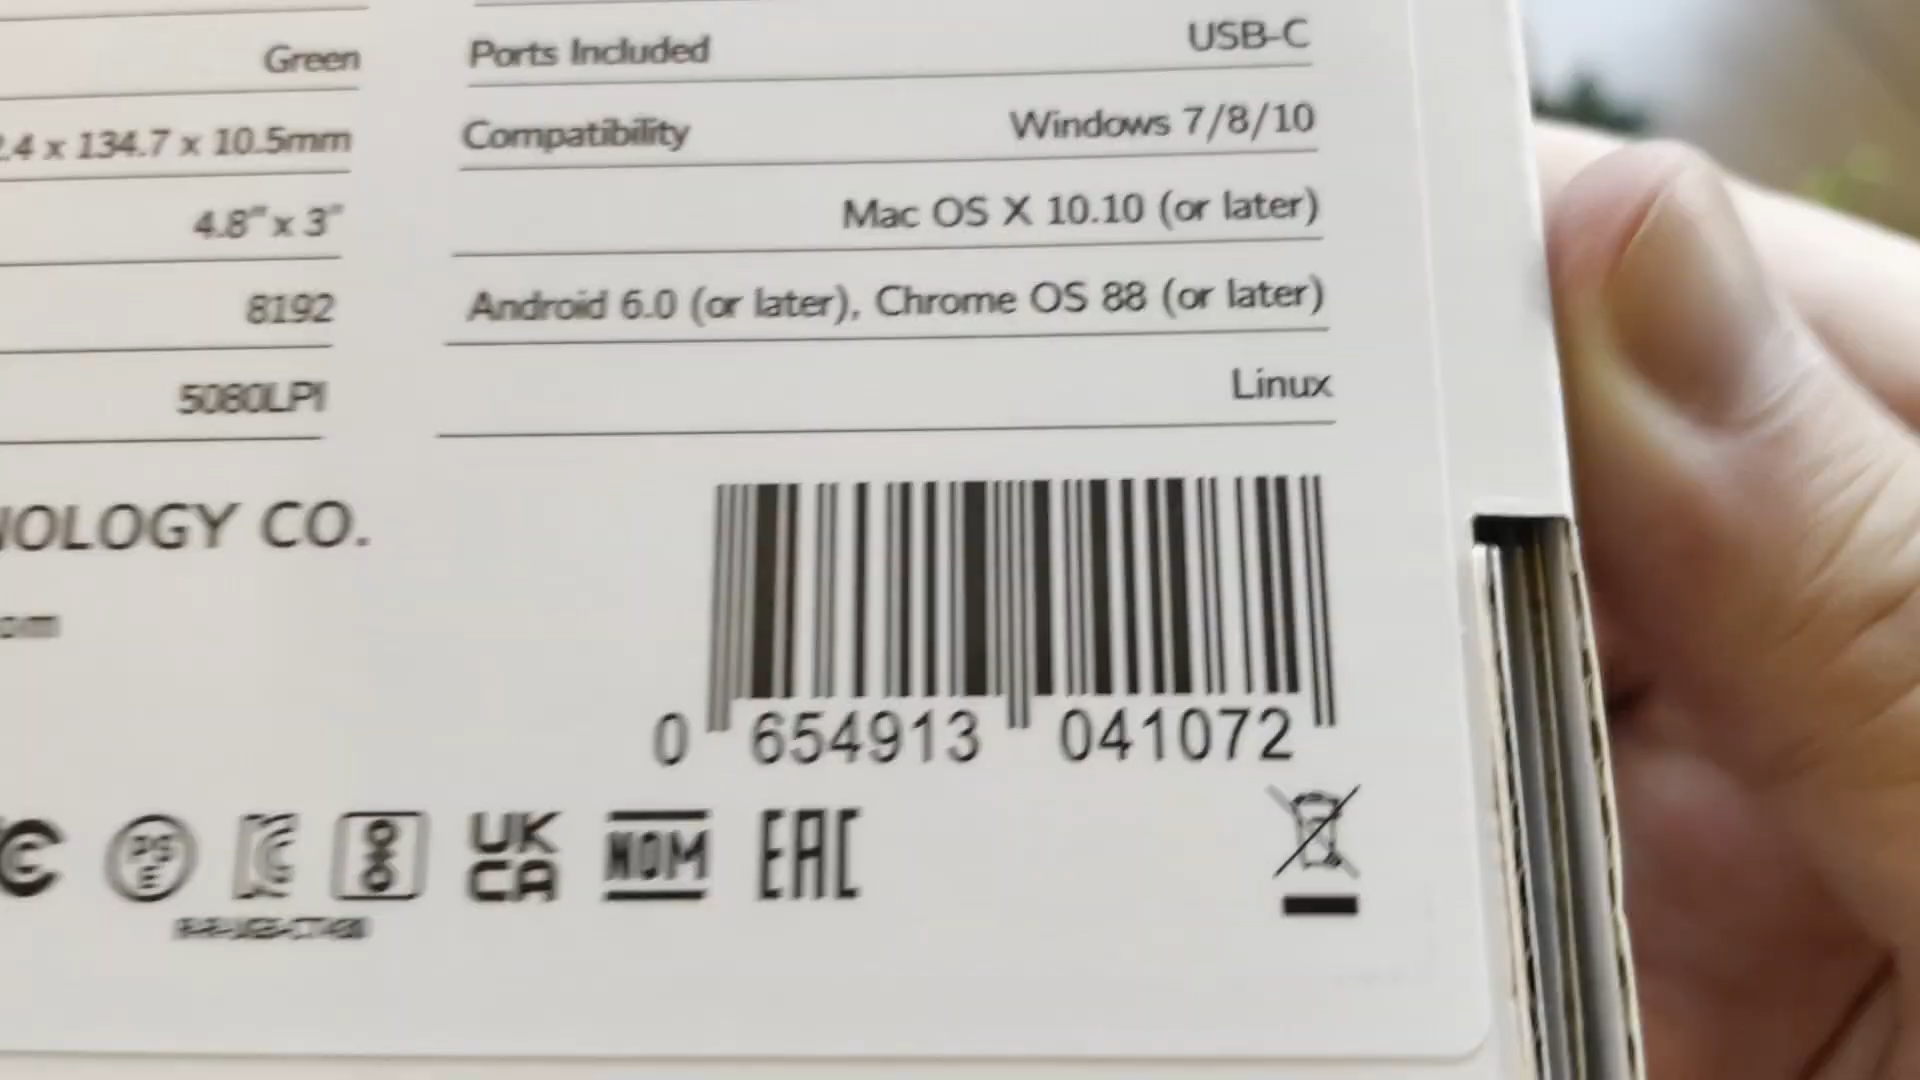 Green
.4 x 134.7 x 10.5mm
4.8" x 3"
8192
5080LPI
NOLOGY CO.
om
Ports Included USB-C
Compatibility Windows 7/8/10
Mac OS X 10.10 (or later)
Android 6.0 (or later), Chrome OS 88 (or later)
Linux
0 654913 041072
PS E
UK CA
NOM
EAC